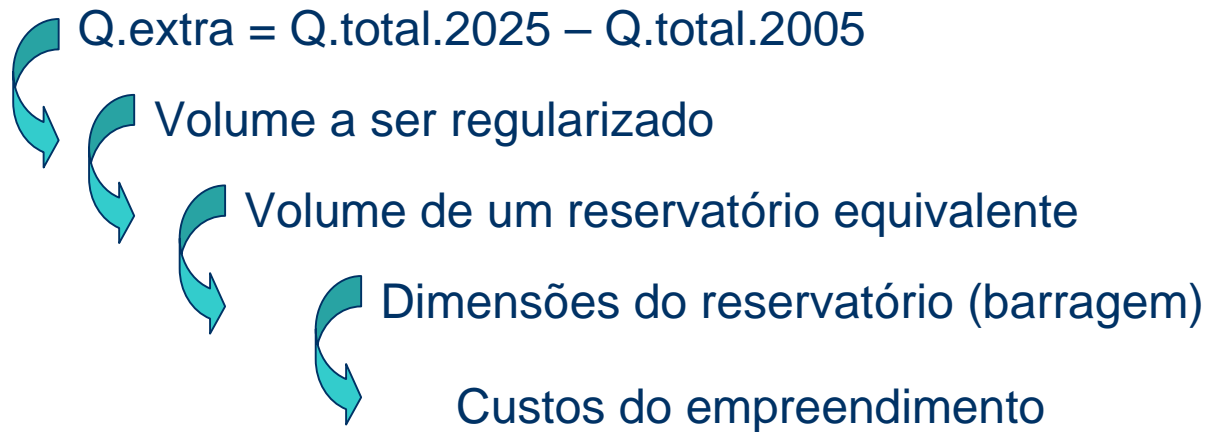 Q.extra = Q.total.2025 – Q.total.2005
Volume a ser regularizado
Volume de um reservatório equivalente
Dimensões do reservatório (barragem)
Custos do empreendimento